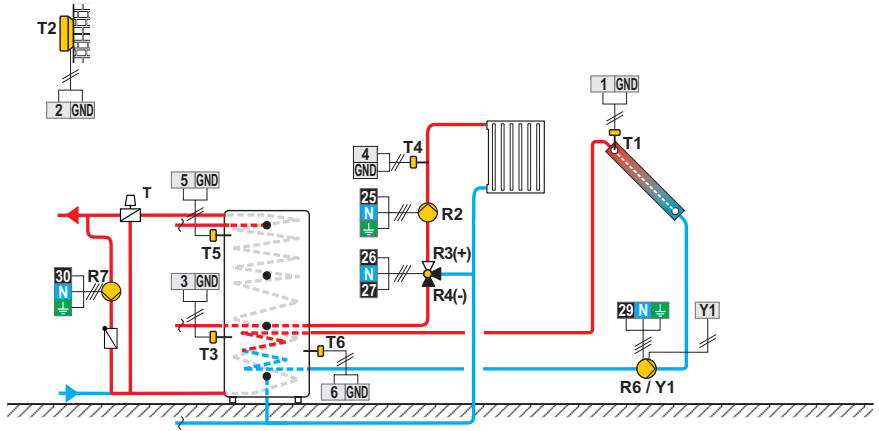 T2
2 GND
1 GND
T1
4
GND
T4
5 GND
T
25
N
R2
T5
26
N
27
R3(+)
R4(-)
30
N
R7
3 GND
T3
T6
6 GND
29 N
Y1
R6 / Y1